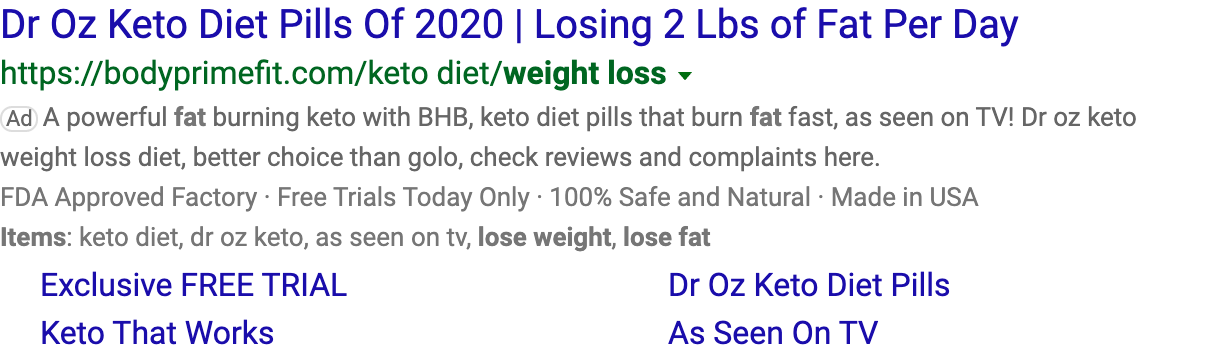 Dr Oz Keto Diet Pills Of 2020 | Losing 2 Lbs of Fat Per Day
https://bodyprimefit.com/keto diet/weight loss
Ad A powerful fat burning keto with BHB, keto diet pills that burn fat fast, as seen on TV! Dr oz keto
weight loss diet, better choice than golo, check reviews and complaints here.
FDA Approved Factory · Free Trials Today Only · 100% Safe and Natural · Made in USA
Items: keto diet, dr oz keto, as seen on tv, lose weight, lose fat
Exclusive FREE TRIAL
Dr Oz Keto Diet Pills
Keto That Works
As Seen On TV